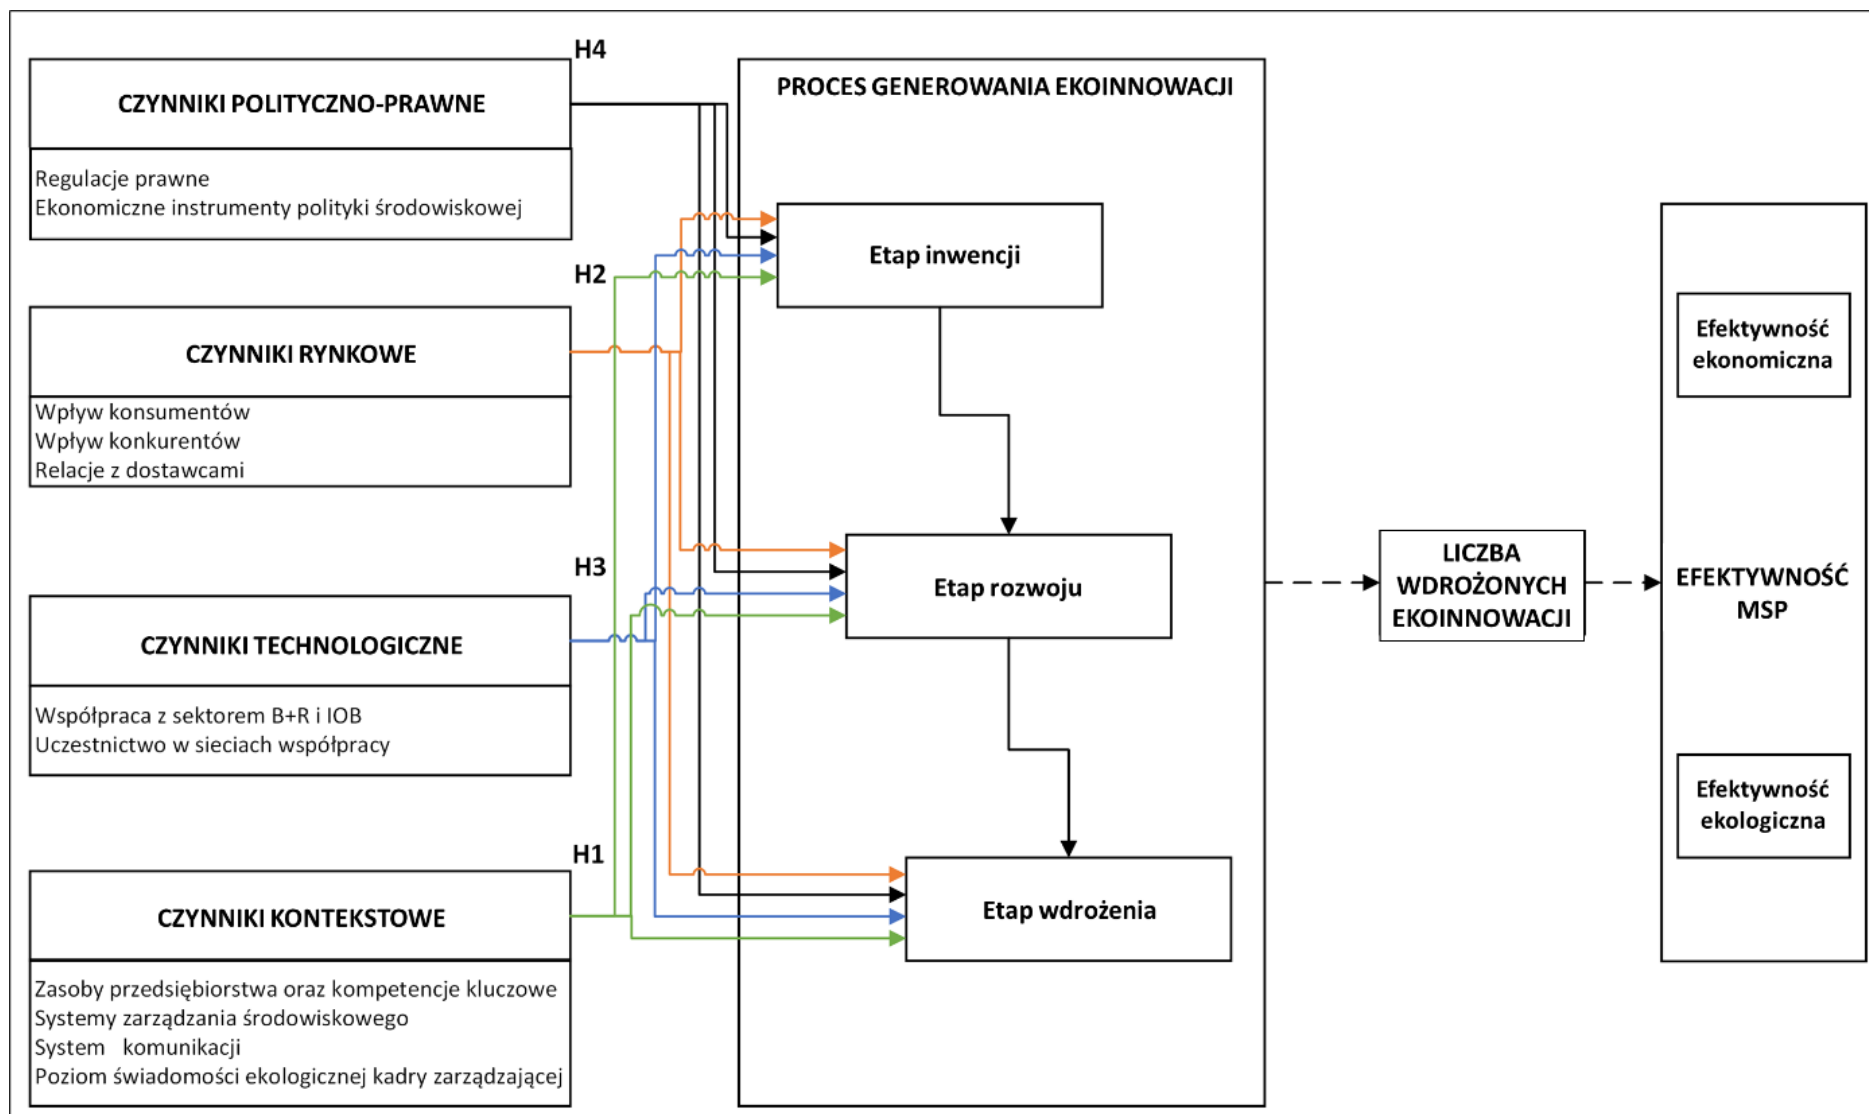 H4
CZYNNIKI POLITYCZNO-PRAWNE
Regulacje prawne
Ekonomiczne instrumenty polityki środowiskowej
H2
CZYNNIKI RYNKOWE
Wpływ konsumentów
Wpływ konkurentów
Relacje z dostawcami
H3
CZYNNIKI TECHNOLOGICZNE
Współpraca z sektorem B+R i IOB
Uczestnictwo w sieciach współpracy
H1
CZYNNIKI KONTEKSTOWE
Zasoby przedsiębiorstwa oraz kompetencje kluczowe
Systemy zarządzania środowiskowego
System komunikacji
Poziom świadomości ekologicznej kadry zarządzającej
PROCES GENEROWANIA EKOINNOWACJI
Etap inwencji
Etap rozwoju
Etap wdrożenia
LICZBA
WDROŻONYCH
EKOINNOWACJI
Efektywność
ekonomiczna
EFEKTYWNOŚĆ
MSP
Efektywność
ekologiczna